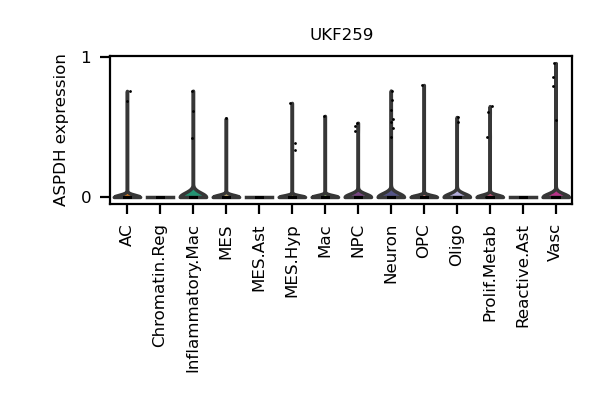 UKF259
ASPDH expression
1
0
AC
Chromatin.Reg
Inflammatory.Mac
MES
MES.Ast
MES.Hyp
Mac
NPC
Neuron
OPC
Oligo
Prolif.Metab
Reactive.Ast
Vasc